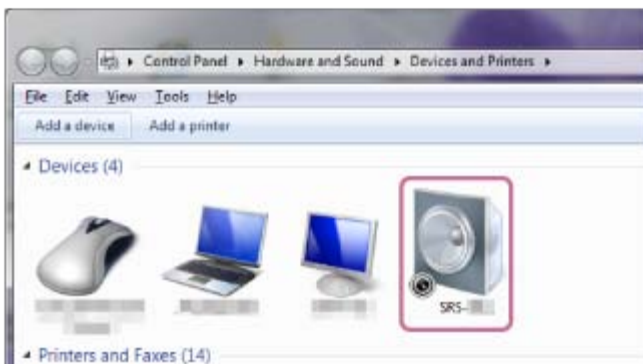 Control Panel ▸ Hardware and Sound ▸ Devices and Printers ▸
File Edit View Tools Help
Add a device Add a printer
Devices (4)
SRS-
Printers and Faxes (14)